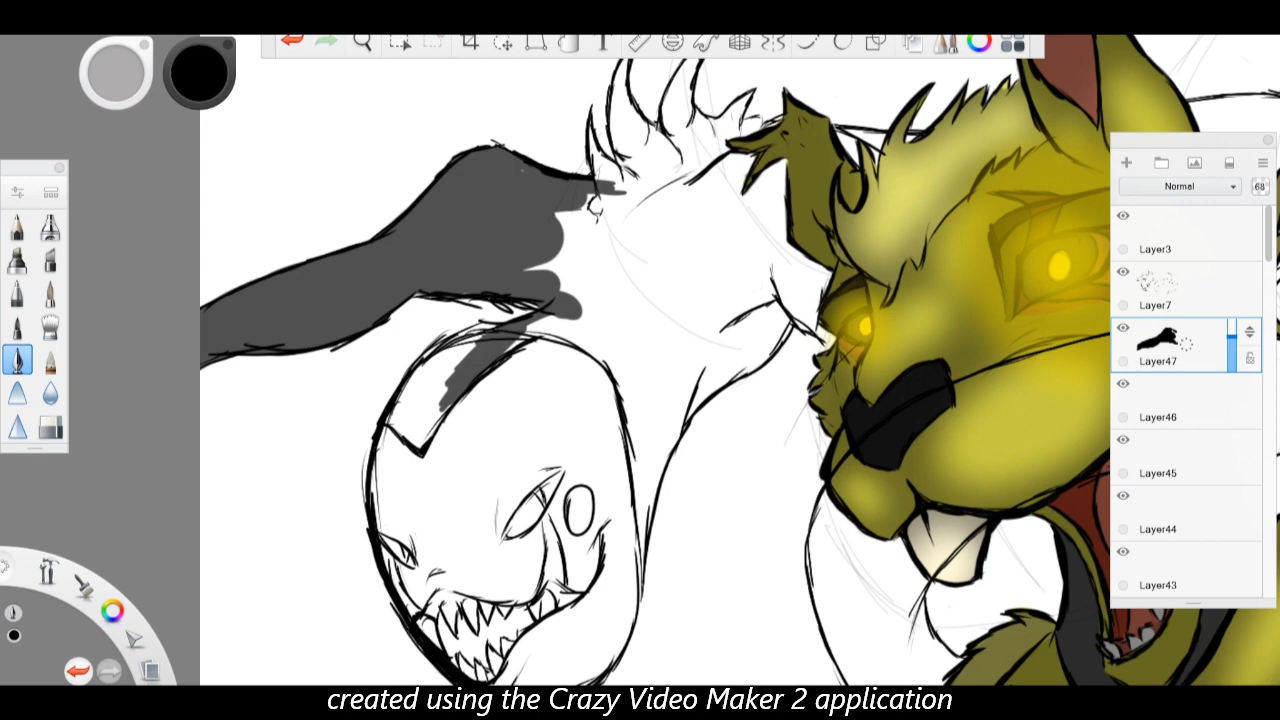 Normal
68
Layer3
Layer7
Layer47
Layer46
Layer45
Layer44
Layer43
created using the Crazy Video Maker 2 application